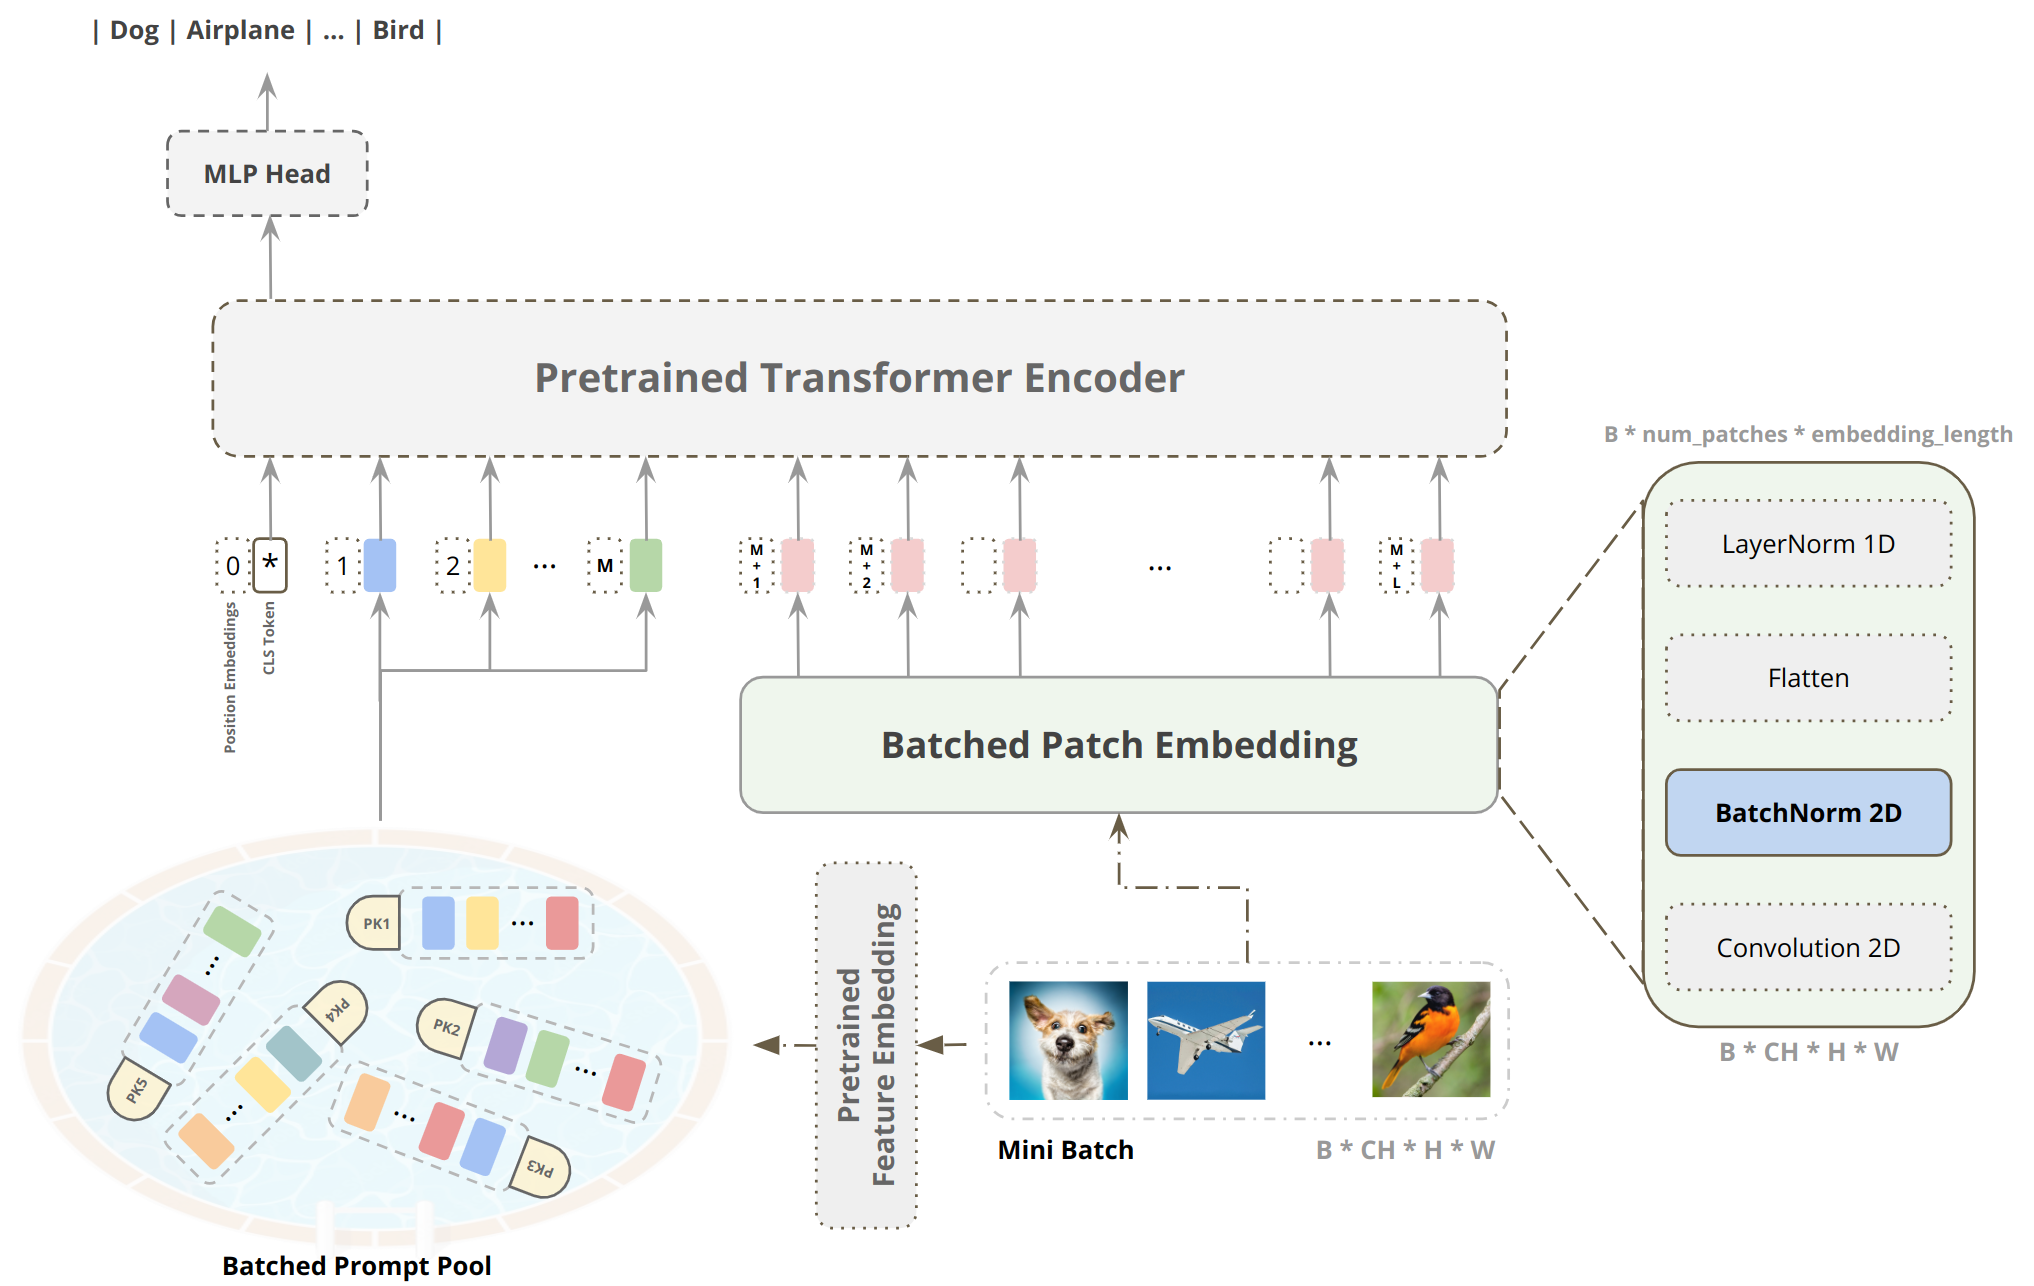 | Dog | Airplane | ... | Bird |
MLP Head
Pretrained Transformer Encoder
0 * 1 2 ... M M+1 M+2 ... M+L
Position Embeddings
CLS Token
Batched Patch Embedding
B * num_patches * embedding_length
LayerNorm 1D
Flatten
BatchNorm 2D
Convolution 2D
B * CH * H * W
PK1 ...
PK2 ...
PK3 ...
PK4 ...
PK5 ...
Batched Prompt Pool
Pretrained
Feature Embedding
...
Mini Batch
B * CH * H * W